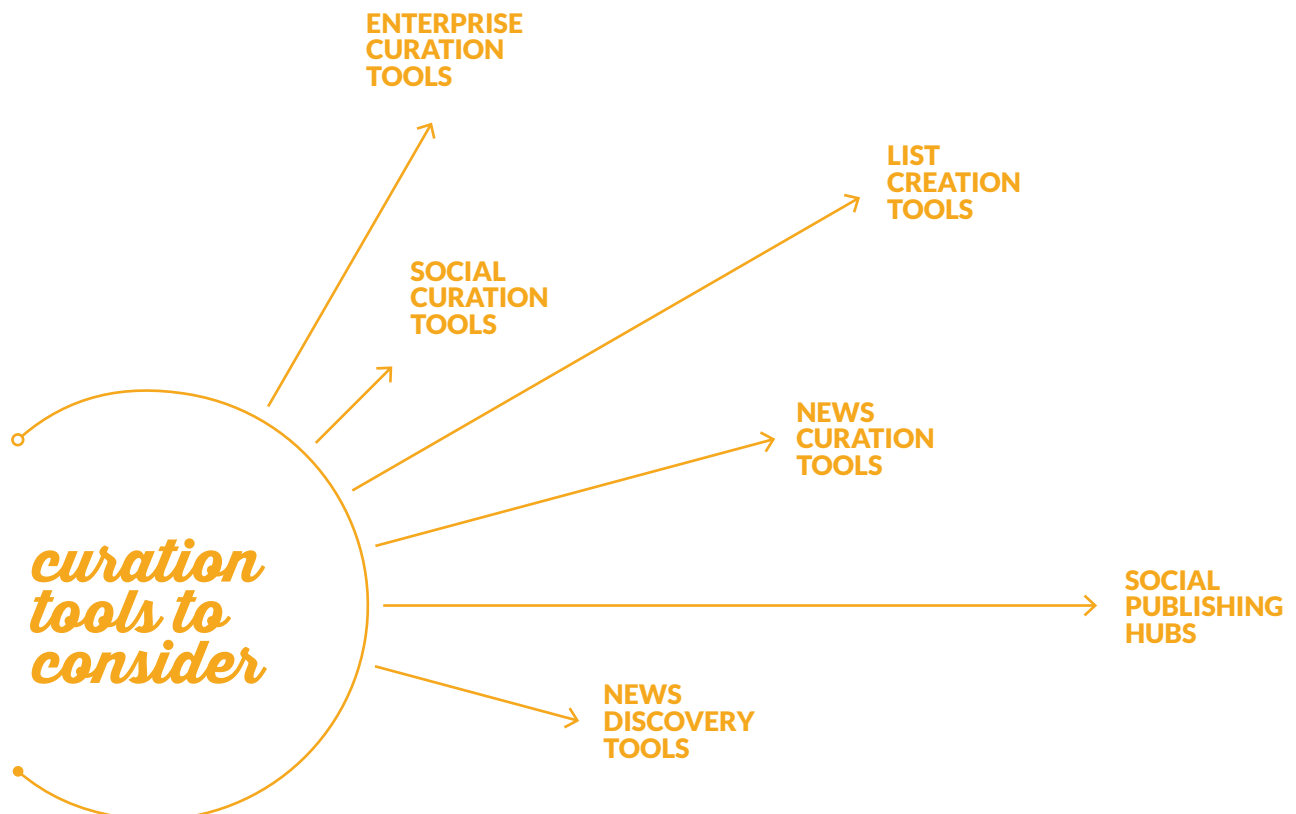 ENTERPRISE
CURATION
TOOLS
LIST
CREATION
TOOLS
SOCIAL
CURATION
TOOLS
NEWS
CURATION
TOOLS
curation
tools to
consider
SOCIAL
PUBLISHING
HUBS
NEWS
DISCOVERY
TOOLS